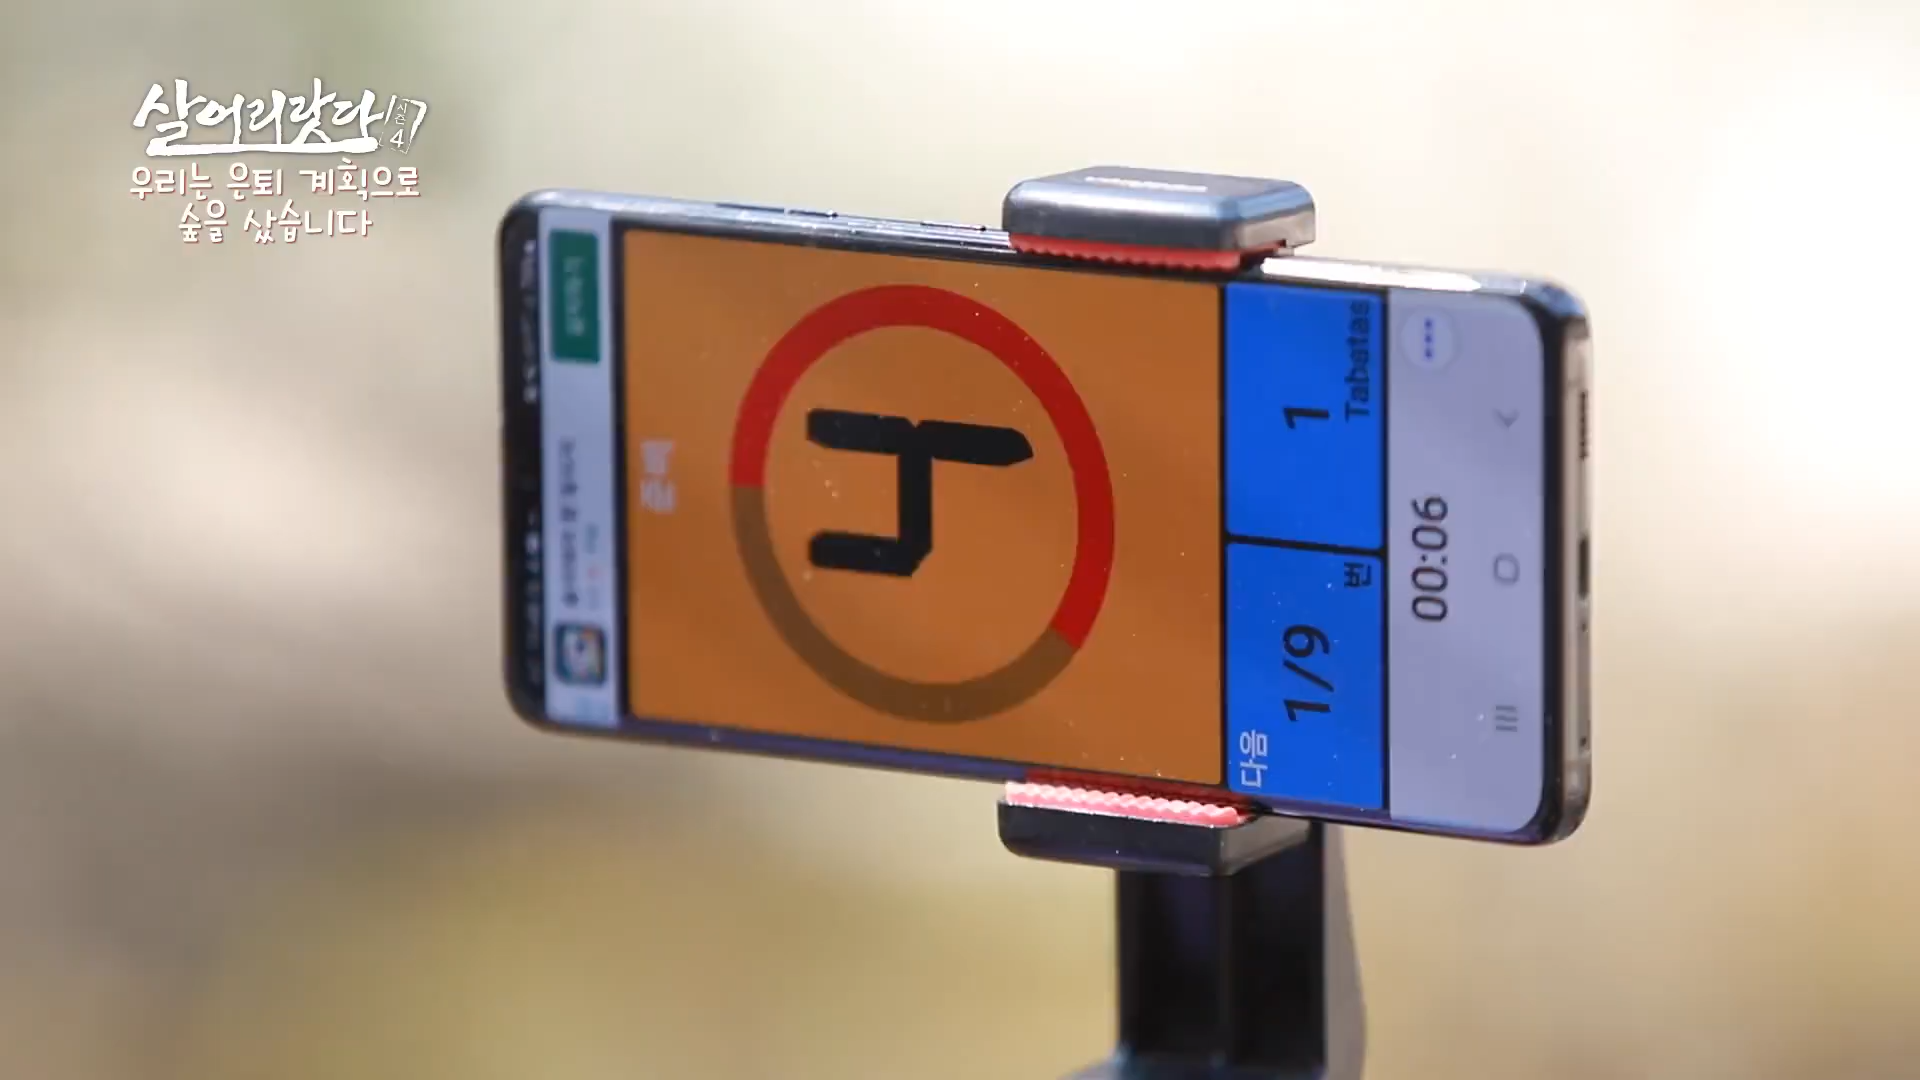 살어리랏다 시즌4
우리는 은퇴 계획으로
숲을 샀습니다
준비
4
다음
1/9
번
1
Tabatas
00:06